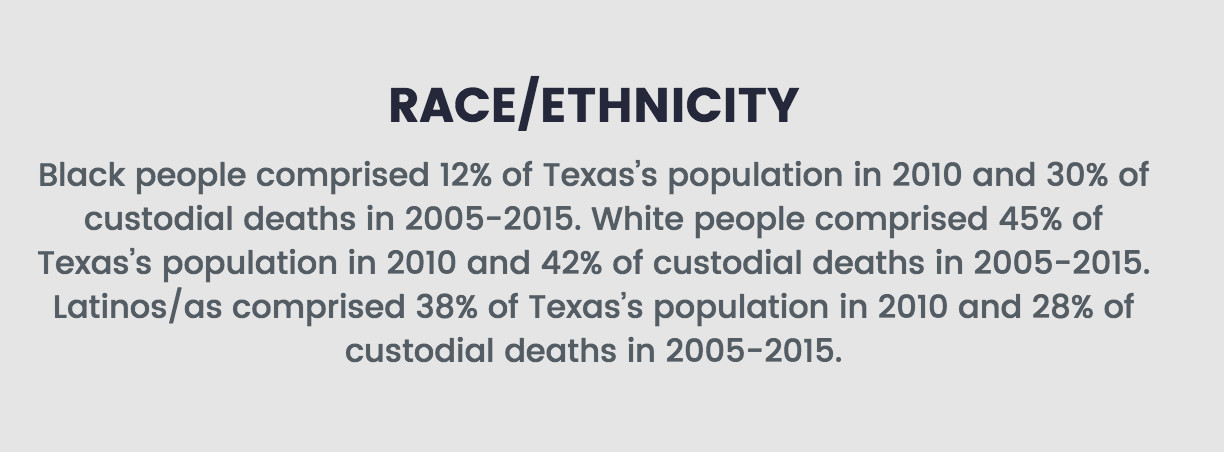 RACE/ETHNICITY
Black people comprised 12% of Texas’s population in 2010 and 30% of
custodial deaths in 2005-2015. White people comprised 45% of
Texas’s population in 2010 and 42% of custodial deaths in 2005-2015.
Latinos/as comprised 38% of Texas’s population in 2010 and 28% of
custodial deaths in 2005-2015.